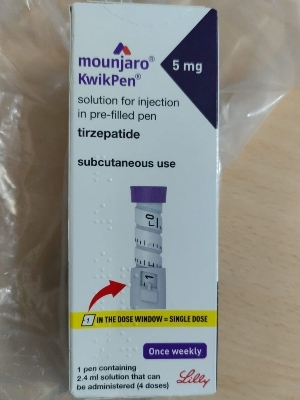 mounjaro®
KwikPen®
5 mg
solution for injection
in pre-filled pen
tirzepatide
subcutaneous use
1 IN THE DOSE WINDOW = SINGLE DOSE
Once weekly
1 pen containing
2.4 ml solution that can
be administered (4 doses)
Lilly